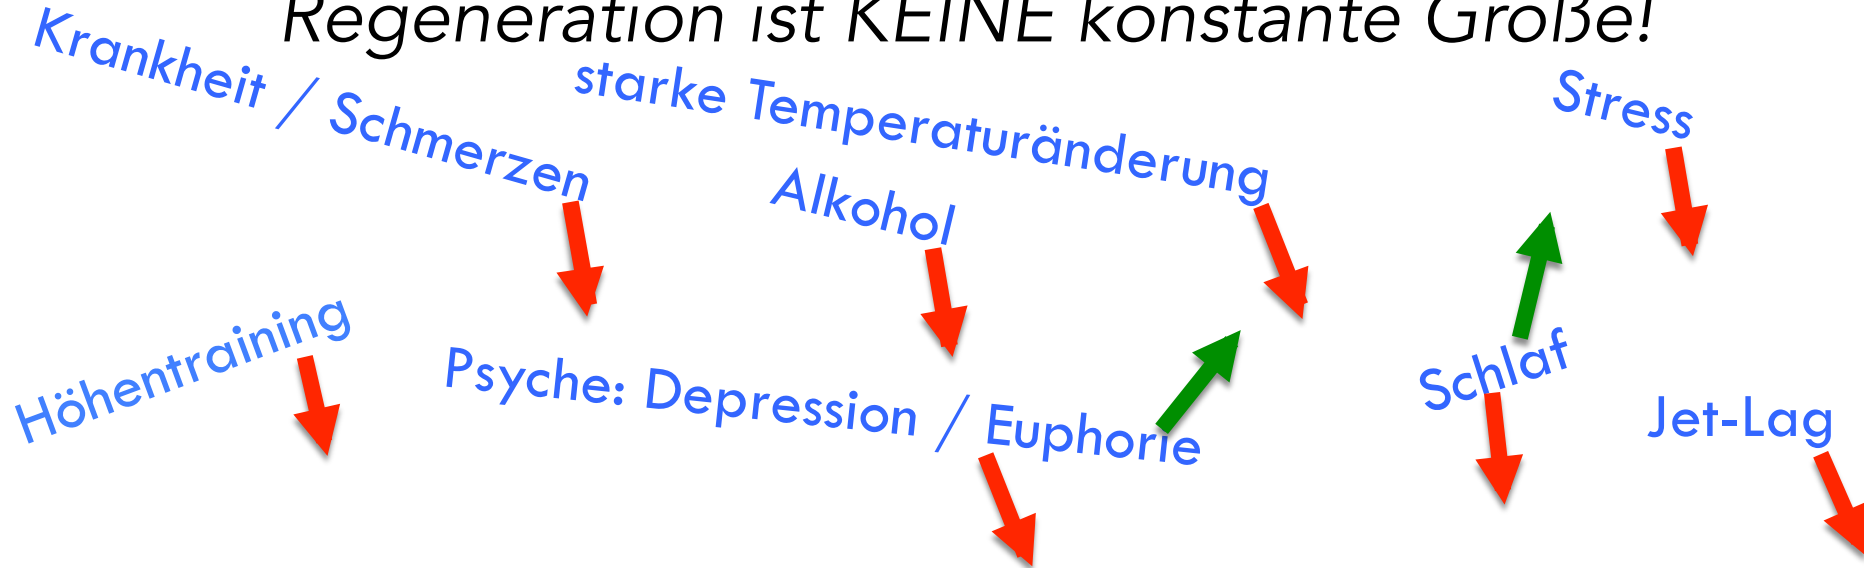 Regeneration ist KEINE konstante Größe!
Krankheit / Schmerzen
starke Temperaturänderung
Stress
Alkohol
Höhentraining
Psyche: Depression / Euphorie
Schlaf
Jet-Lag